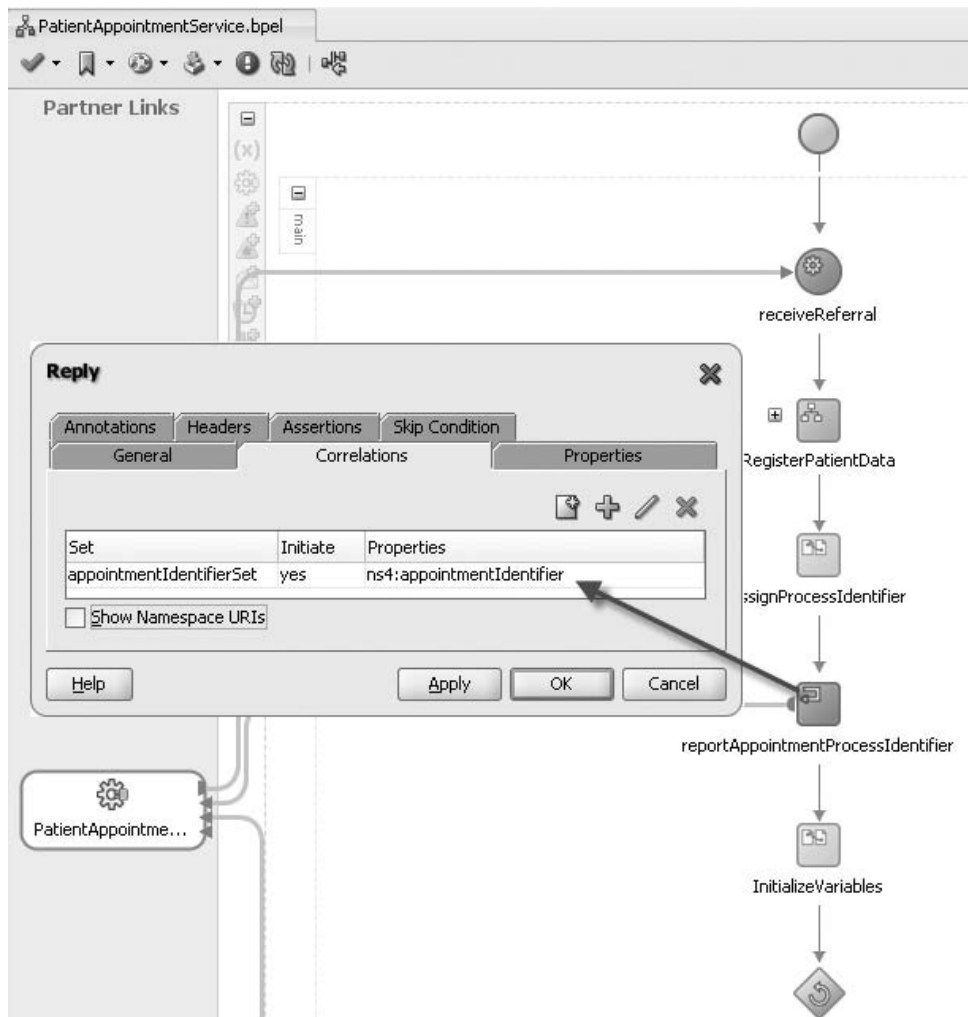 PatientAppointmentService.bpel
Partner Links
(x)
main
receiveReferral
Reply
Annotations Headers Assertions Skip Condition
General Correlations Properties
RegisterPatientData
Set Initiate Properties
appointmentIdentifierSet yes ns4:appointmentIdentifier
ssignProcessIdentifier
Show Namespace URIs
Help Apply OK Cancel
reportAppointmentProcessIdentifier
PatientAppointme...
InitializeVariables